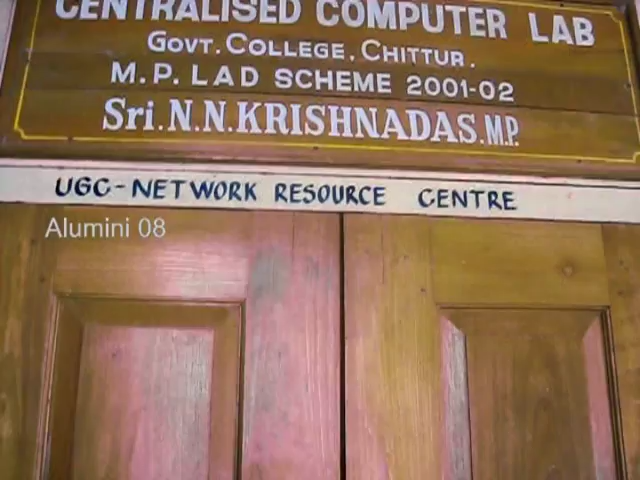 CENTRALISED COMPUTER LAB
GOVT. COLLEGE, CHITTUR.
M.P. LAD SCHEME 2001-02
Sri. N.N. KRISHNADAS. M.P.
UGC-NETWORK RESOURCE CENTRE
Alumini 08